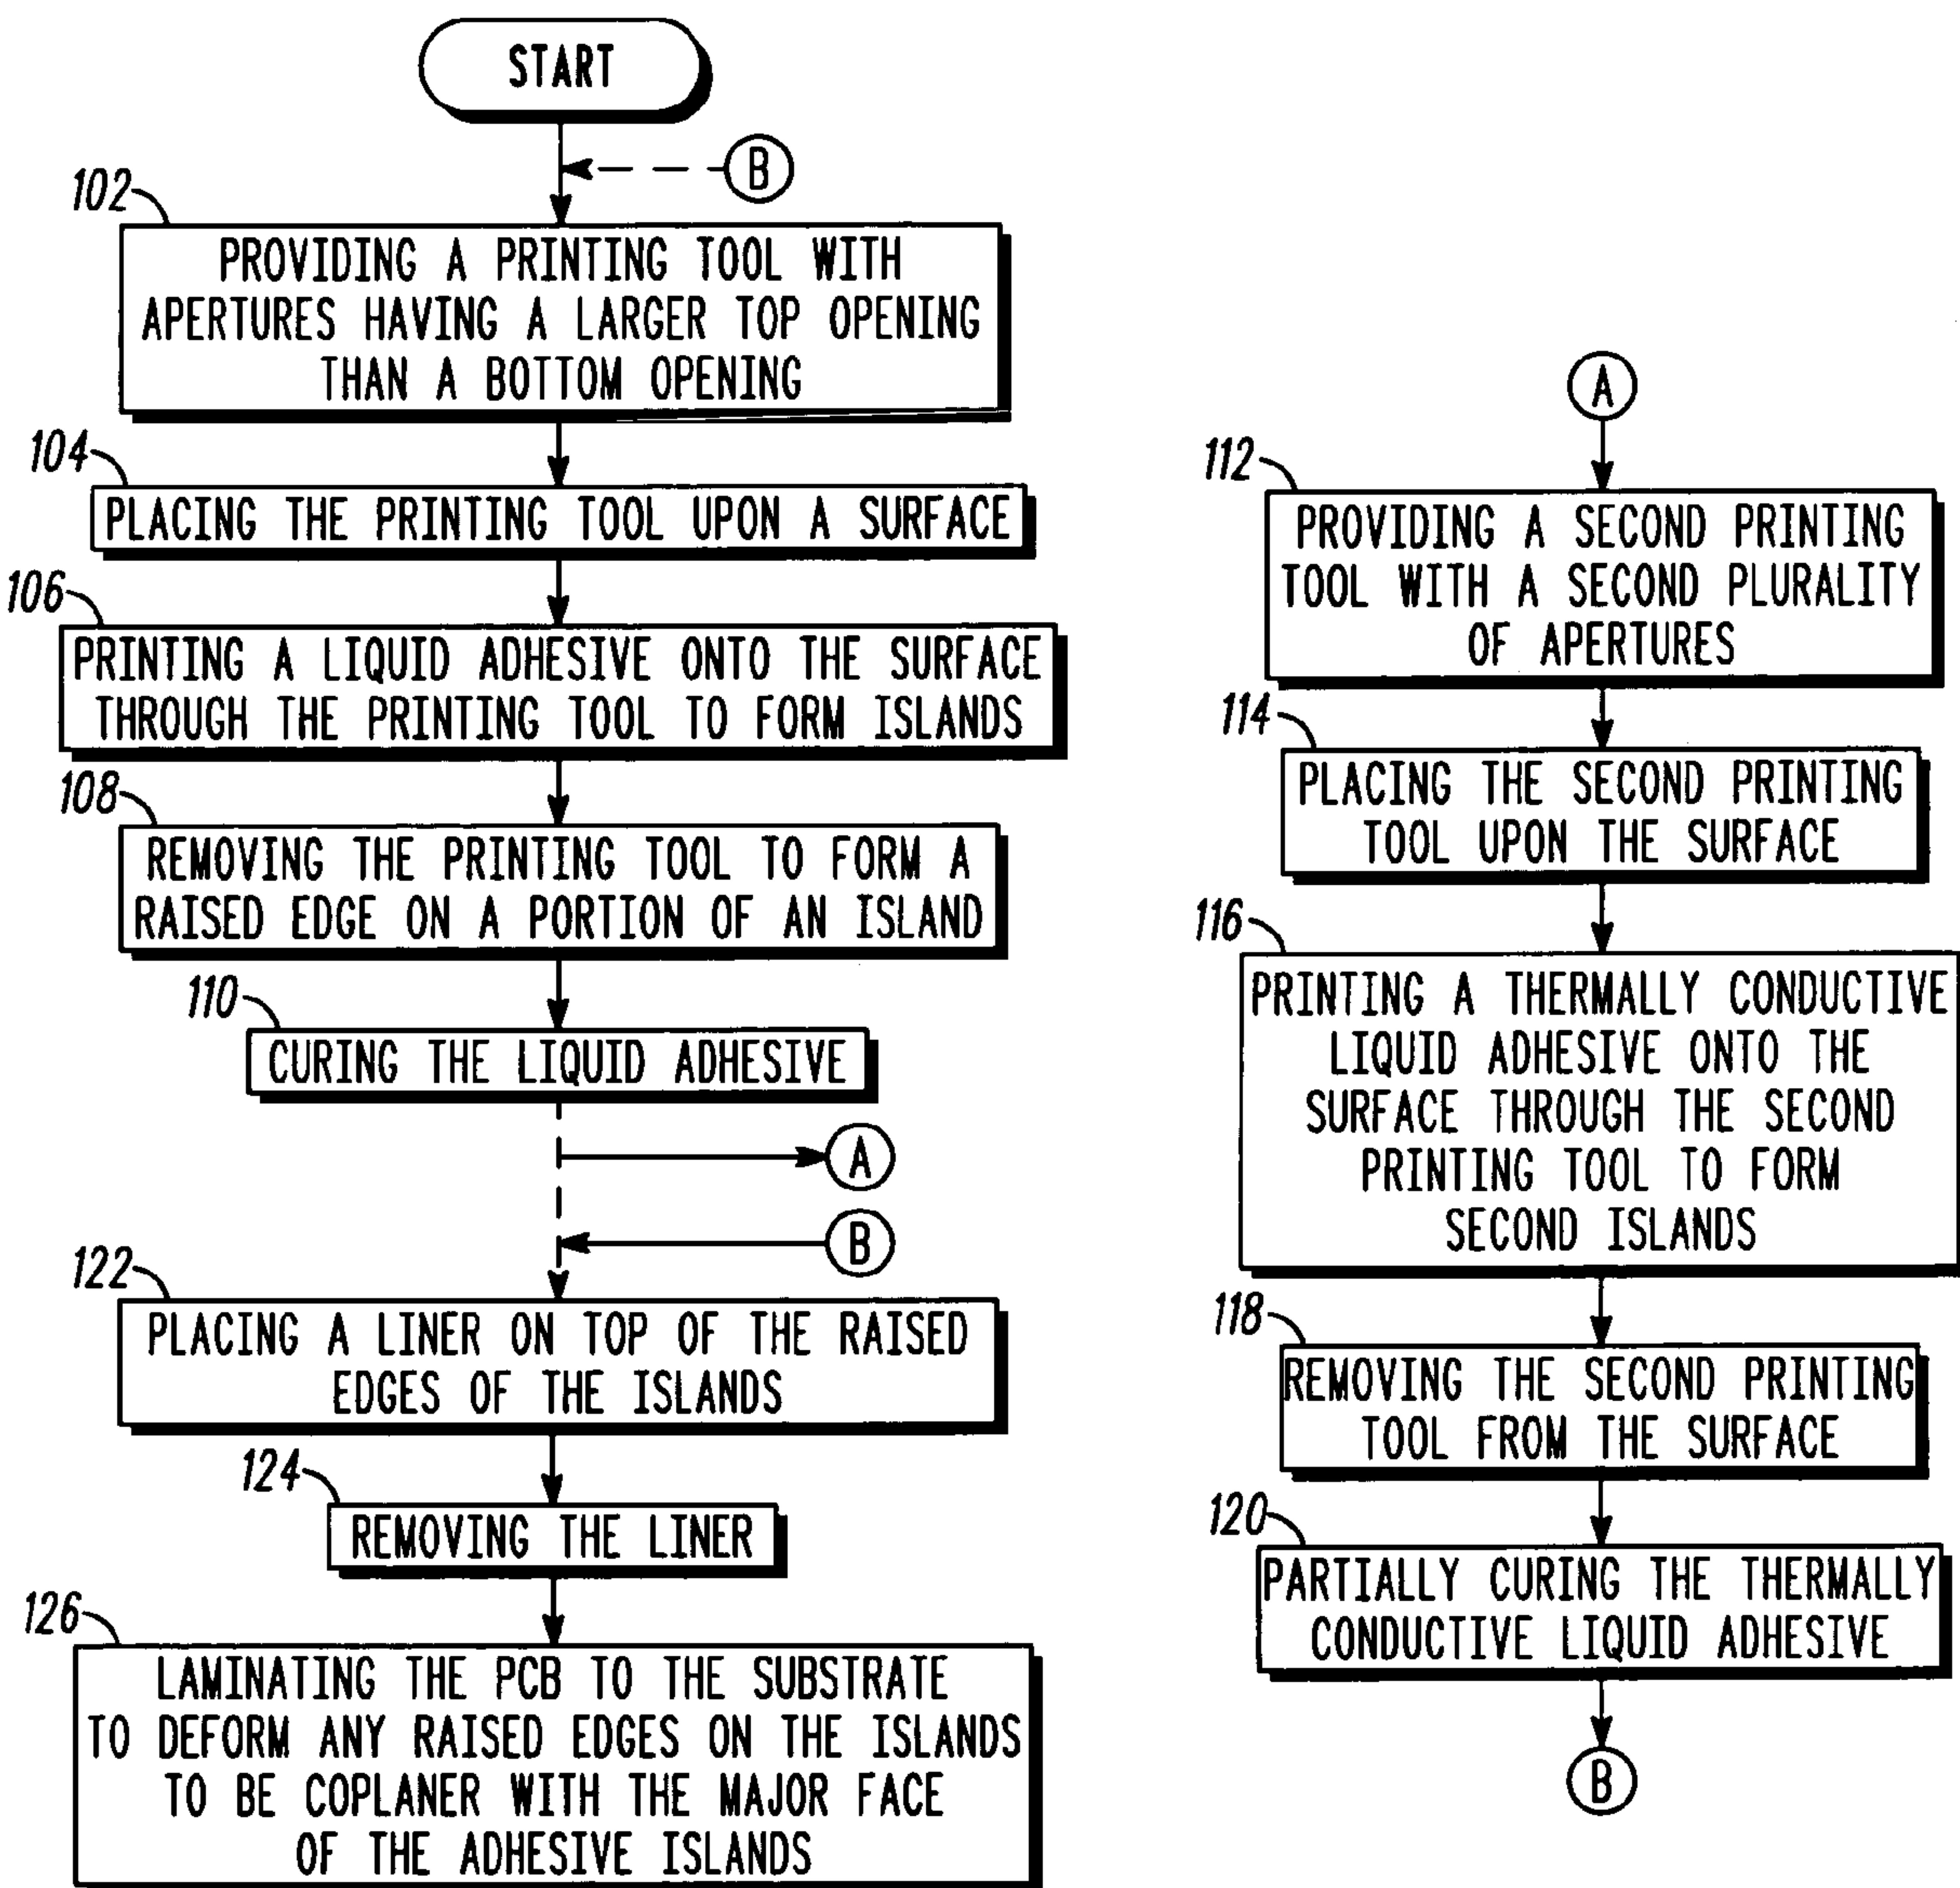 START
B
102
PROVIDING A PRINTING TOOL WITH
APERTURES HAVING A LARGER TOP OPENING
THAN A BOTTOM OPENING
104
PLACING THE PRINTING TOOL UPON A SURFACE
106
PRINTING A LIQUID ADHESIVE ONTO THE SURFACE
THROUGH THE PRINTING TOOL TO FORM ISLANDS
108
REMOVING THE PRINTING TOOL TO FORM A
RAISED EDGE ON A PORTION OF AN ISLAND
110
CURING THE LIQUID ADHESIVE
A
B
122
PLACING A LINER ON TOP OF THE RAISED
EDGES OF THE ISLANDS
124
REMOVING THE LINER
126
LAMINATING THE PCB TO THE SUBSTRATE
TO DEFORM ANY RAISED EDGES ON THE ISLANDS
TO BE COPLANER WITH THE MAJOR FACE
OF THE ADHESIVE ISLANDS
A
112
PROVIDING A SECOND PRINTING
TOOL WITH A SECOND PLURALITY
OF APERTURES
114
PLACING THE SECOND PRINTING
TOOL UPON THE SURFACE
116
PRINTING A THERMALLY CONDUCTIVE
LIQUID ADHESIVE ONTO THE
SURFACE THROUGH THE SECOND
PRINTING TOOL TO FORM
SECOND ISLANDS
118
REMOVING THE SECOND PRINTING
TOOL FROM THE SURFACE
120
PARTIALLY CURING THE THERMALLY
CONDUCTIVE LIQUID ADHESIVE
B